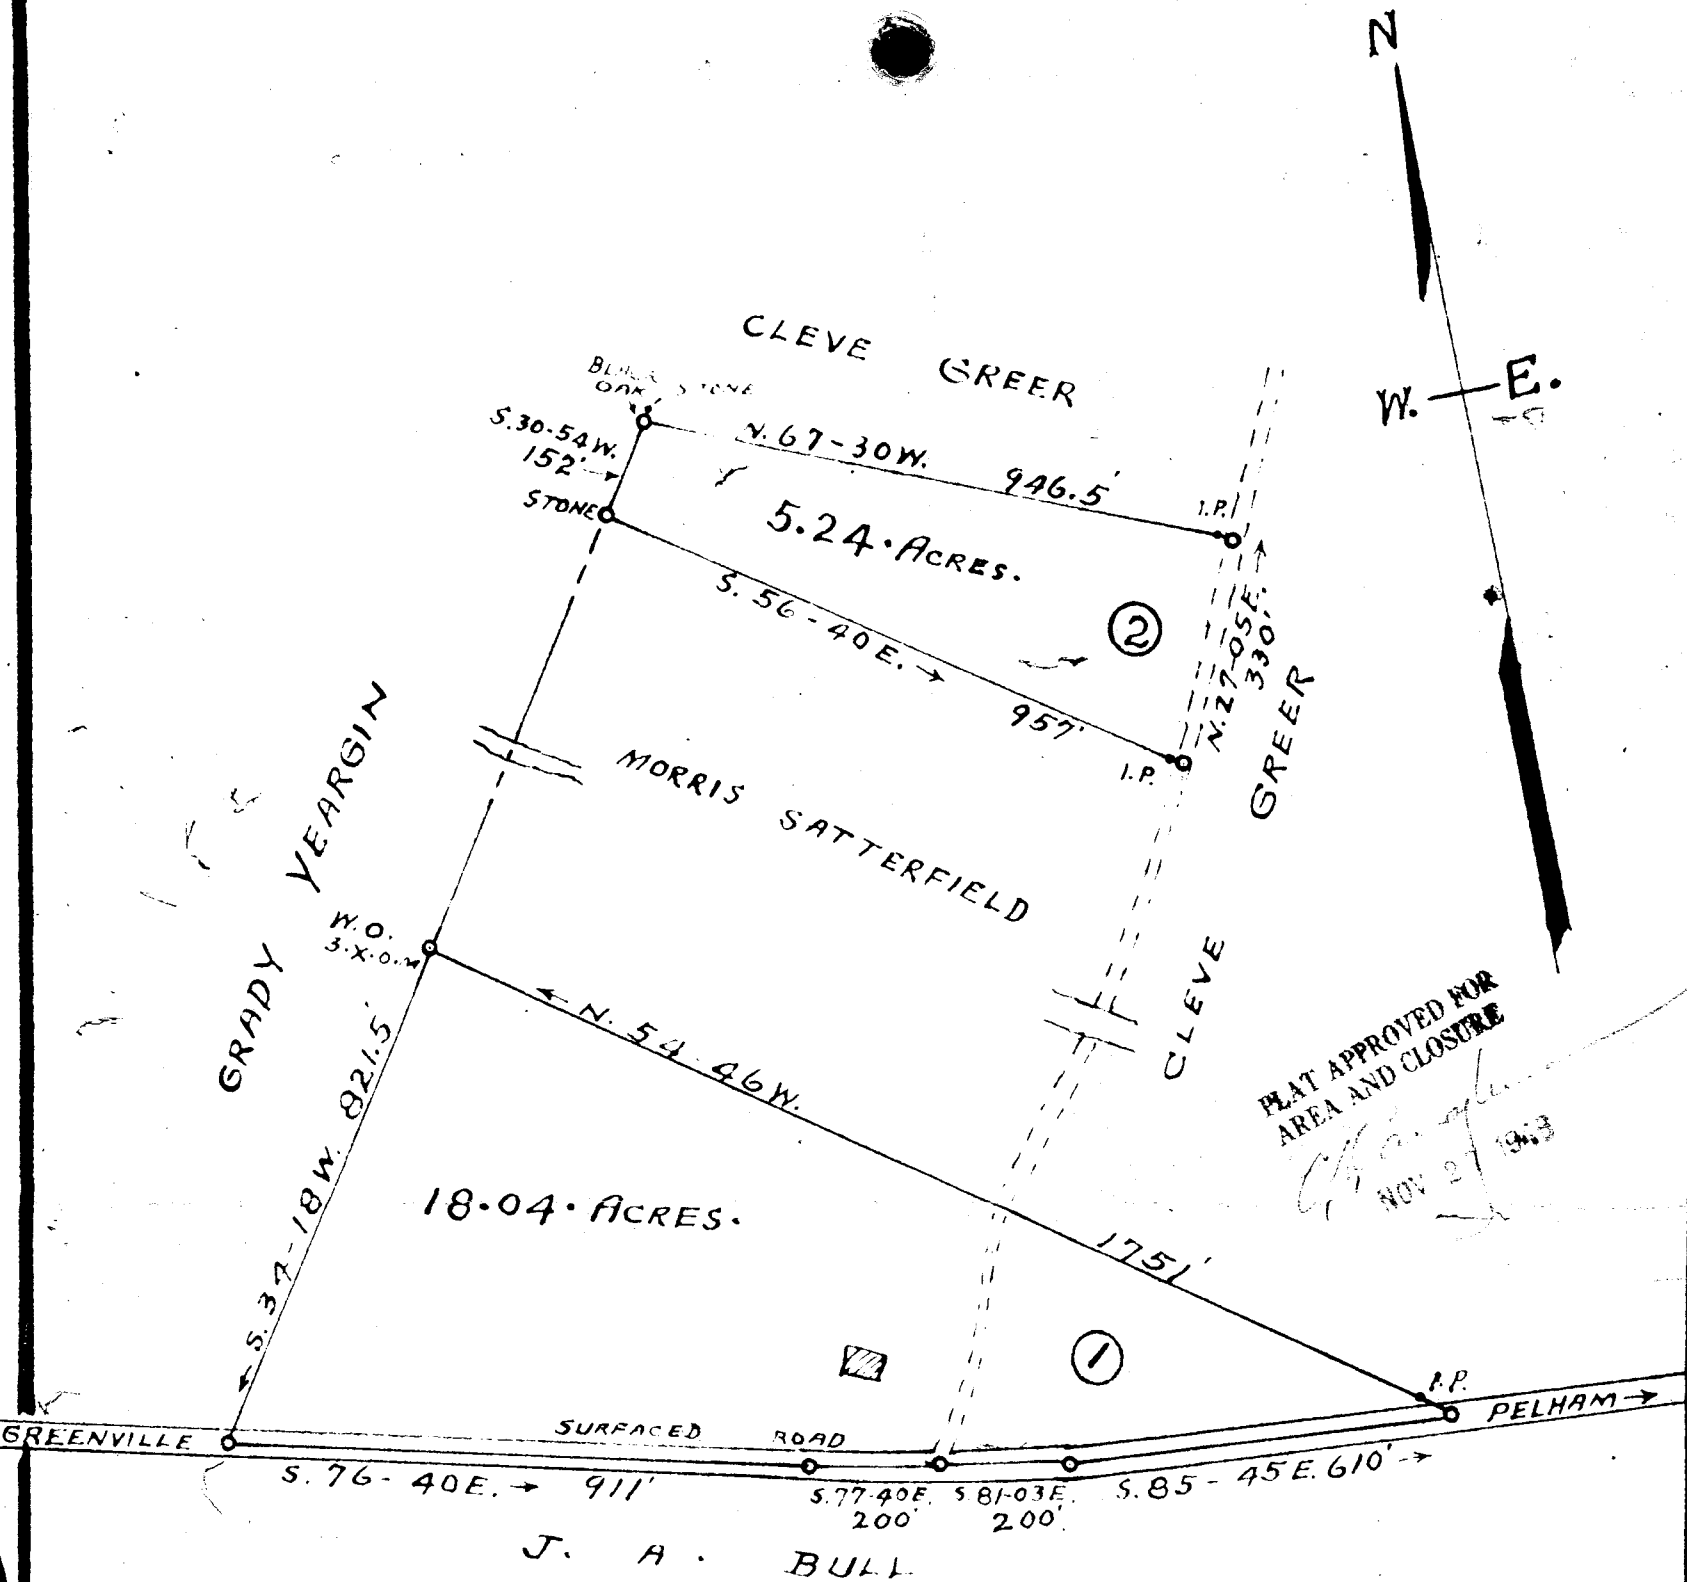 N
W. E.
CLEVE GREER
OAK STONE
S.30-54W.
152'
STONE
N. 67-30W. 946.5'
I.P.
5.24 · ACRES.
S. 56-40E. → 957'
2
N.27-05E.
330'
I.P.
GRADY YEARGIN
MORRIS SATTERFIELD
CLEVE GREER
W.O.
3.X.O.M
N. 54-46W. 1751'
821.5'
18.04 · ACRES.
1
I.P.
PLAT APPROVED FOR
AREA AND CLOSURE
NOV
GREENVILLE
SURFACED ROAD
PELHAM →
S. 76-40E. → 911'
S.77-40E.
200'
S.81-03E.
200'.
S.85-45E. 610' →
J. A. BULL